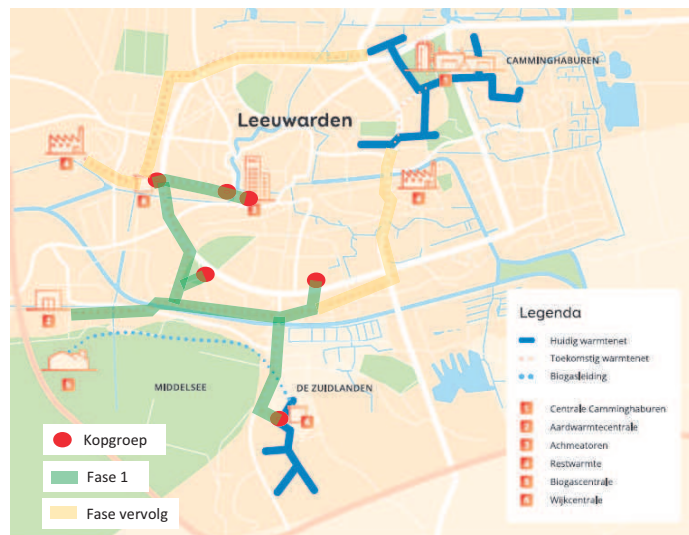 CAMMINGHABUREN
Leeuwarden
MIDDELSEE
DE ZUIDLANDEN
Kopgroep
Fase 1
Fase vervolg
Legenda
Huidig warmtenet
Toekomstig warmtenet
Biogasleiding
Centrale Camminghaburen
Aardwarmtecentrale
Achmeatoren
Restwarmte
Biogascentrale
Wijkcentrale